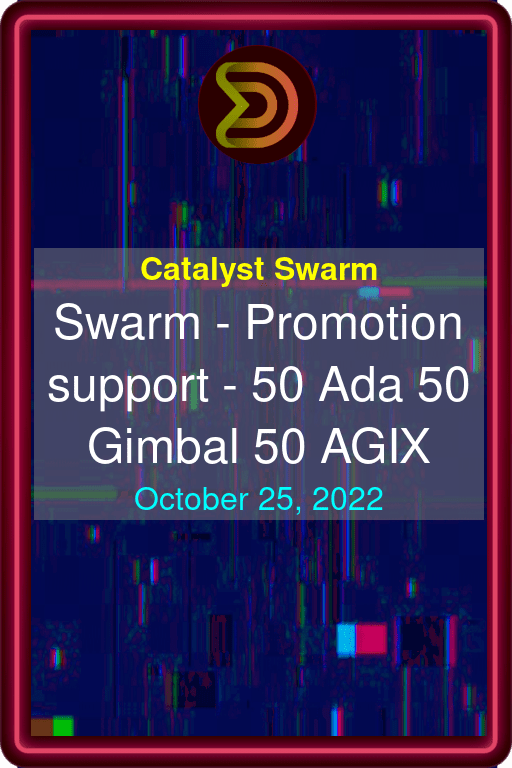 Catalyst Swarm
Swarm - Promotion
support - 50 Ada 50
Gimbal 50 AGIX
October 25, 2022